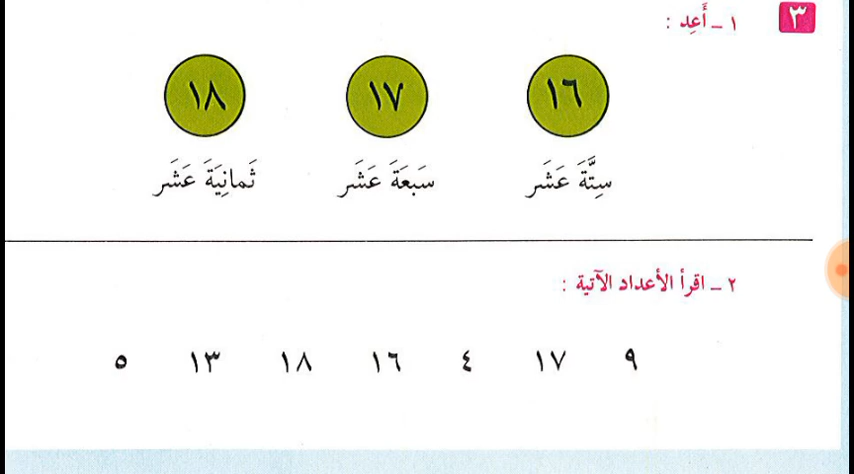 ٣
١ – أَعِد :
١٦ ١٧ ١٨
سِتَّةَ عَشَر سَبعَةَ عَشَر ثَمانِيَةَ عَشَر
٢ – اقرأ الأعداد الآتية :
٩ ١٧ ٤ ١٦ ١٨ ١٣ ٥